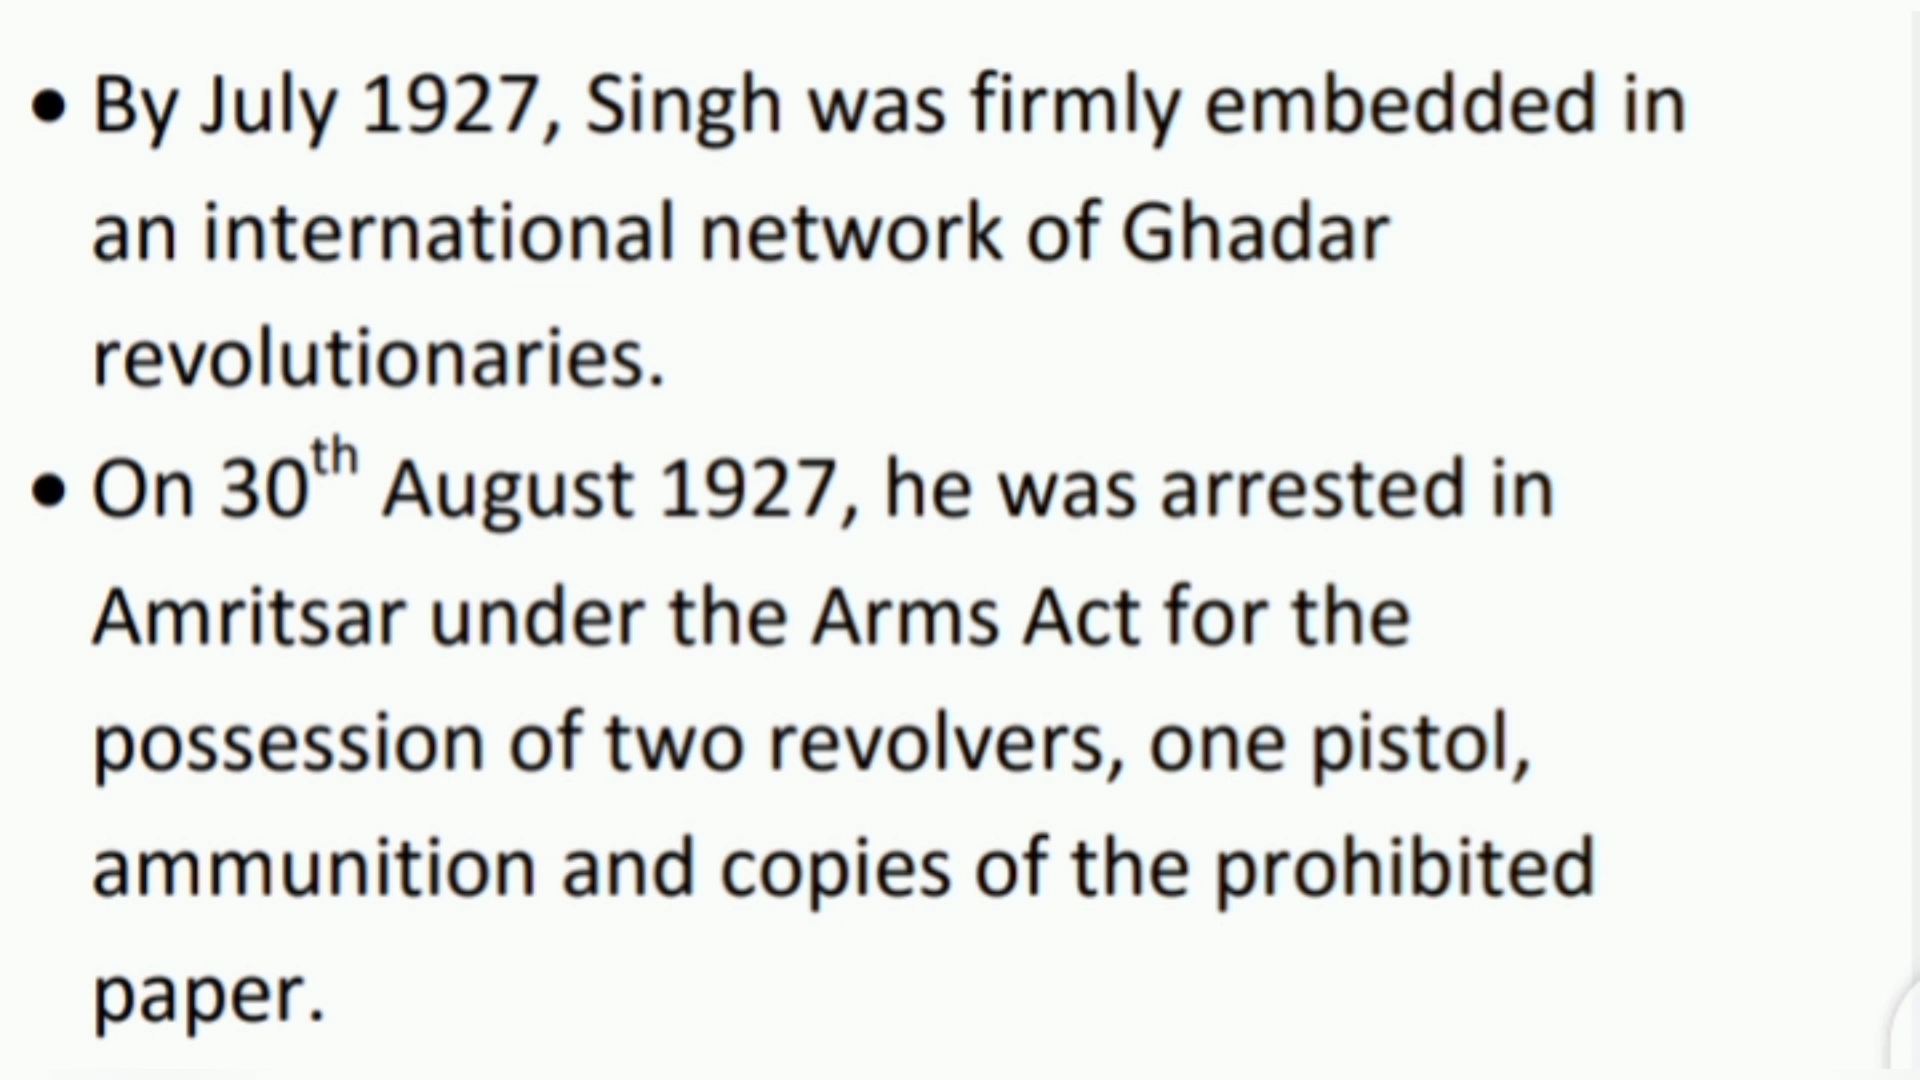 • By July 1927, Singh was firmly embedded in
an international network of Ghadar
revolutionaries.
• On 30th August 1927, he was arrested in
Amritsar under the Arms Act for the
possession of two revolvers, one pistol,
ammunition and copies of the prohibited
paper.